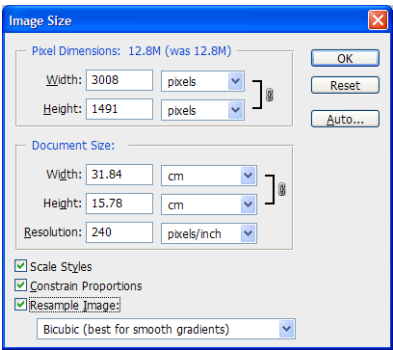 Image Size
Pixel Dimensions: 12.8M (was 12.8M)
OK
Width: 3008 pixels
Reset
Height: 1491 pixels
Auto...
Document Size:
Width: 31.84 cm
Height: 15.78 cm
Resolution: 240 pixels/inch
Scale Styles
Constrain Proportions
Resample Image:
Bicubic (best for smooth gradients)